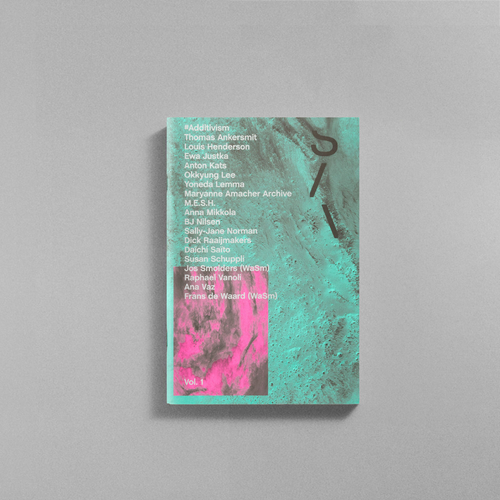 #Additivism
Thomas Ankersmit
Louis Henderson
Ewa Justka
Anton Kats
Okkyung Lee
Yoneda Lemma
Maryanne Amacher Archive
M.E.S.H.
Anna Mikkola
BJ Nilsen
Sally-Jane Norman
Dick Raaijmakers
Daïchi Saïto
Susan Schuppli
Jos Smolders (WaSm)
Raphael Vanoli
Ana Vaz
Frans de Waard (WaSm)
Vol. 1